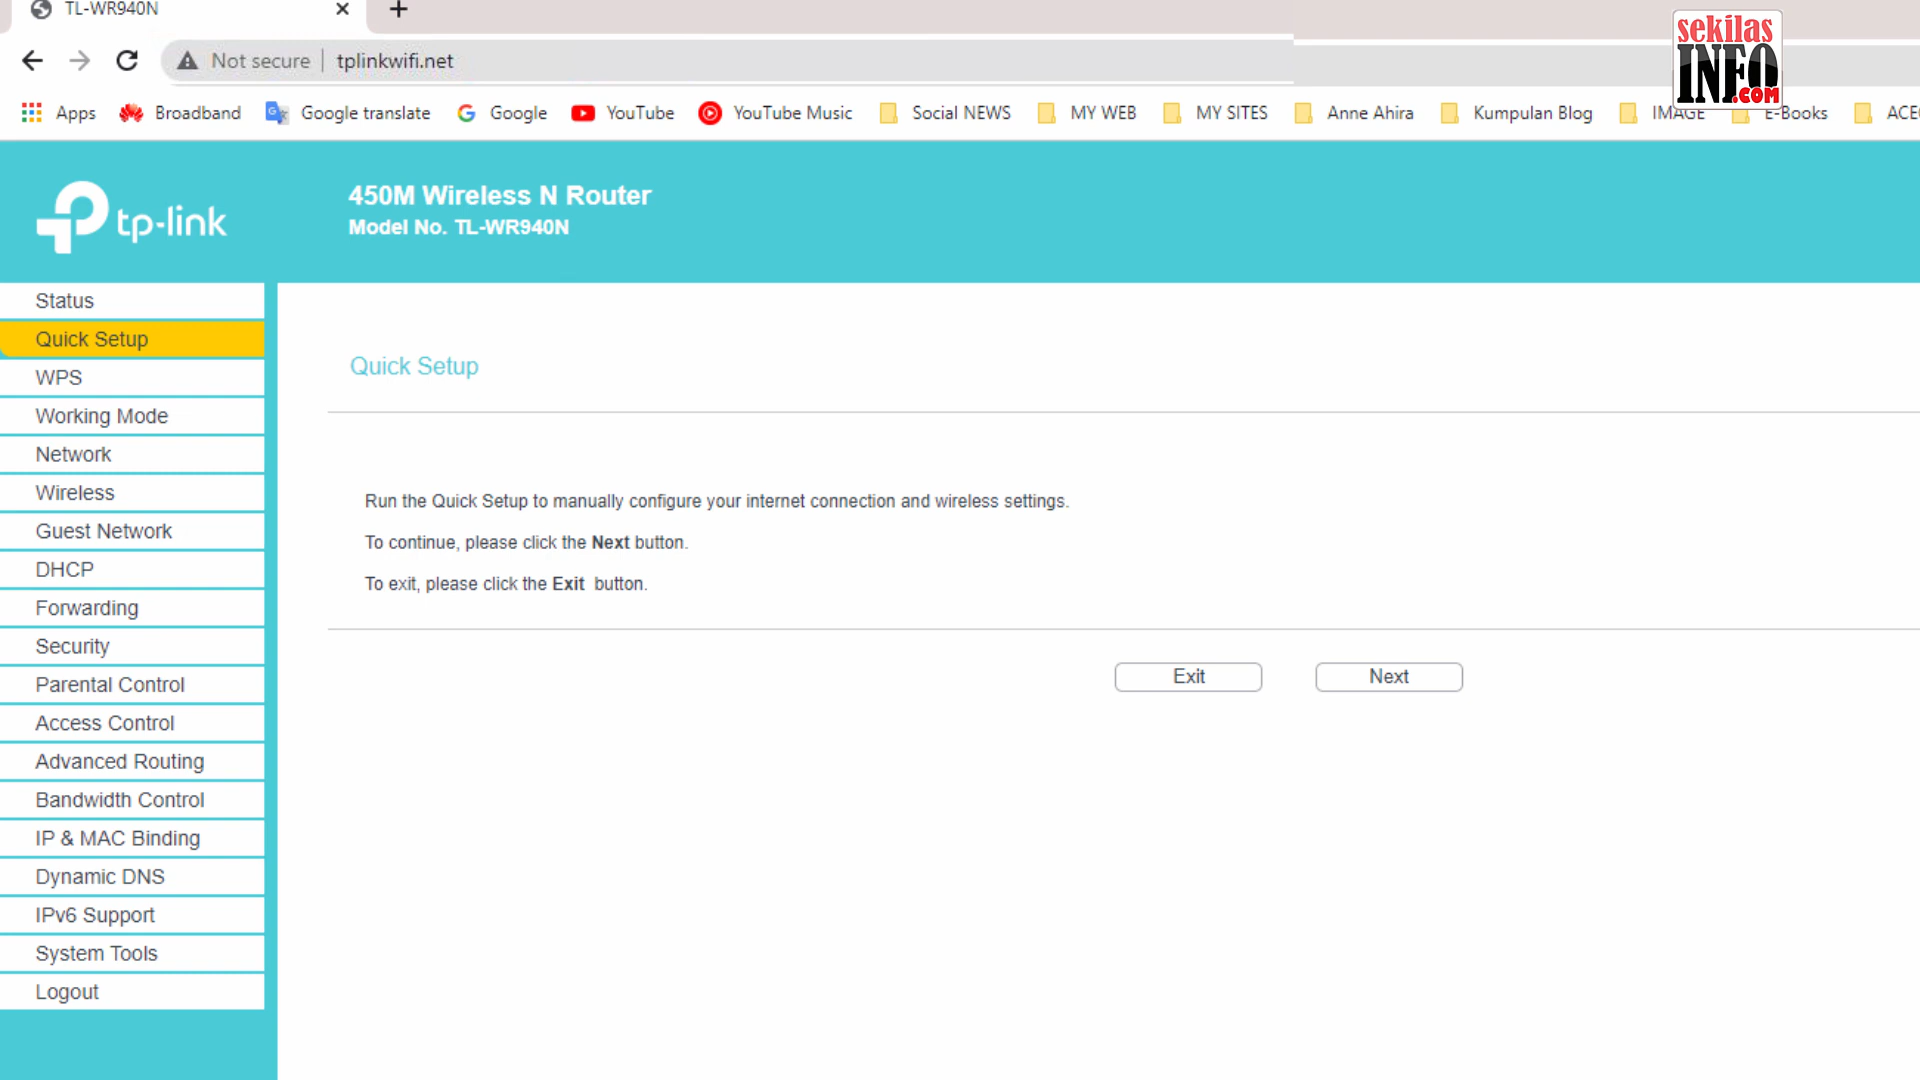 TL-WR940N
sekilas
INFO
.COM
Not secure | tplinkwifi.net
Apps Broadband Google translate Google YouTube YouTube Music Social NEWS MY WEB MY SITES Anne Ahira Kumpulan Blog IMAGE E-Books ACE
tp-link
450M Wireless N Router
Model No. TL-WR940N
Status
Quick Setup
WPS
Working Mode
Network
Wireless
Guest Network
DHCP
Forwarding
Security
Parental Control
Access Control
Advanced Routing
Bandwidth Control
IP & MAC Binding
Dynamic DNS
IPv6 Support
System Tools
Logout
Quick Setup
Run the Quick Setup to manually configure your internet connection and wireless settings.
To continue, please click the Next button.
To exit, please click the Exit button.
Exit Next